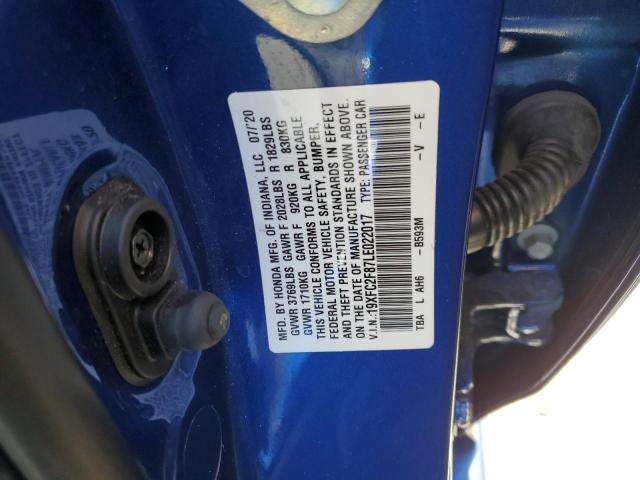 MFD. BY HONDA MFG. OF INDIANA, LLC 07/'20
GVWR 3769LBS GAWR F 2028LBS R 1829LBS
GVWR 1710KG GAWR F 920KG R 830KG
THIS VEHICLE CONFORMS TO ALL APPLICABLE
FEDERAL MOTOR VEHICLE SAFETY, BUMPER,
AND THEFT PREVENTION STANDARDS IN EFFECT
ON THE DATE OF MANUFACTURE SHOWN ABOVE.
V.I.N.:19XFC2F87LE022017 TYPE: PASSENGER CAR
TBA L AH6 -B593M -V -E